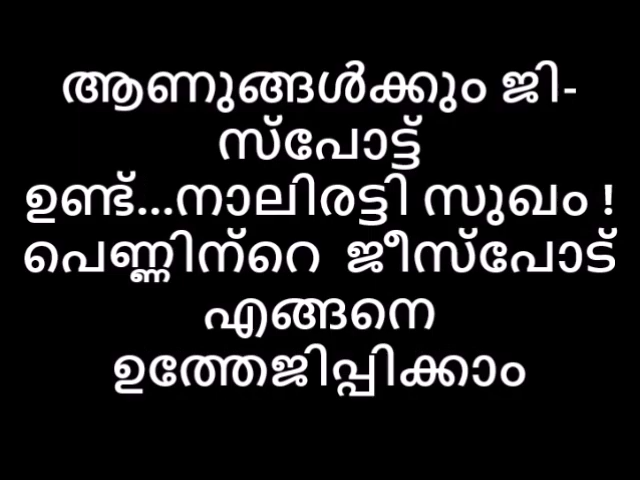 ആണുങ്ങൾക്കും ജി-
സ്പോട്ട്
ഉണ്ട്...നാലിരട്ടി സുഖം !
പെണ്ണിന്റെ ജീസ്പോട്
എങ്ങനെ
ഉത്തേജിപ്പിക്കാം